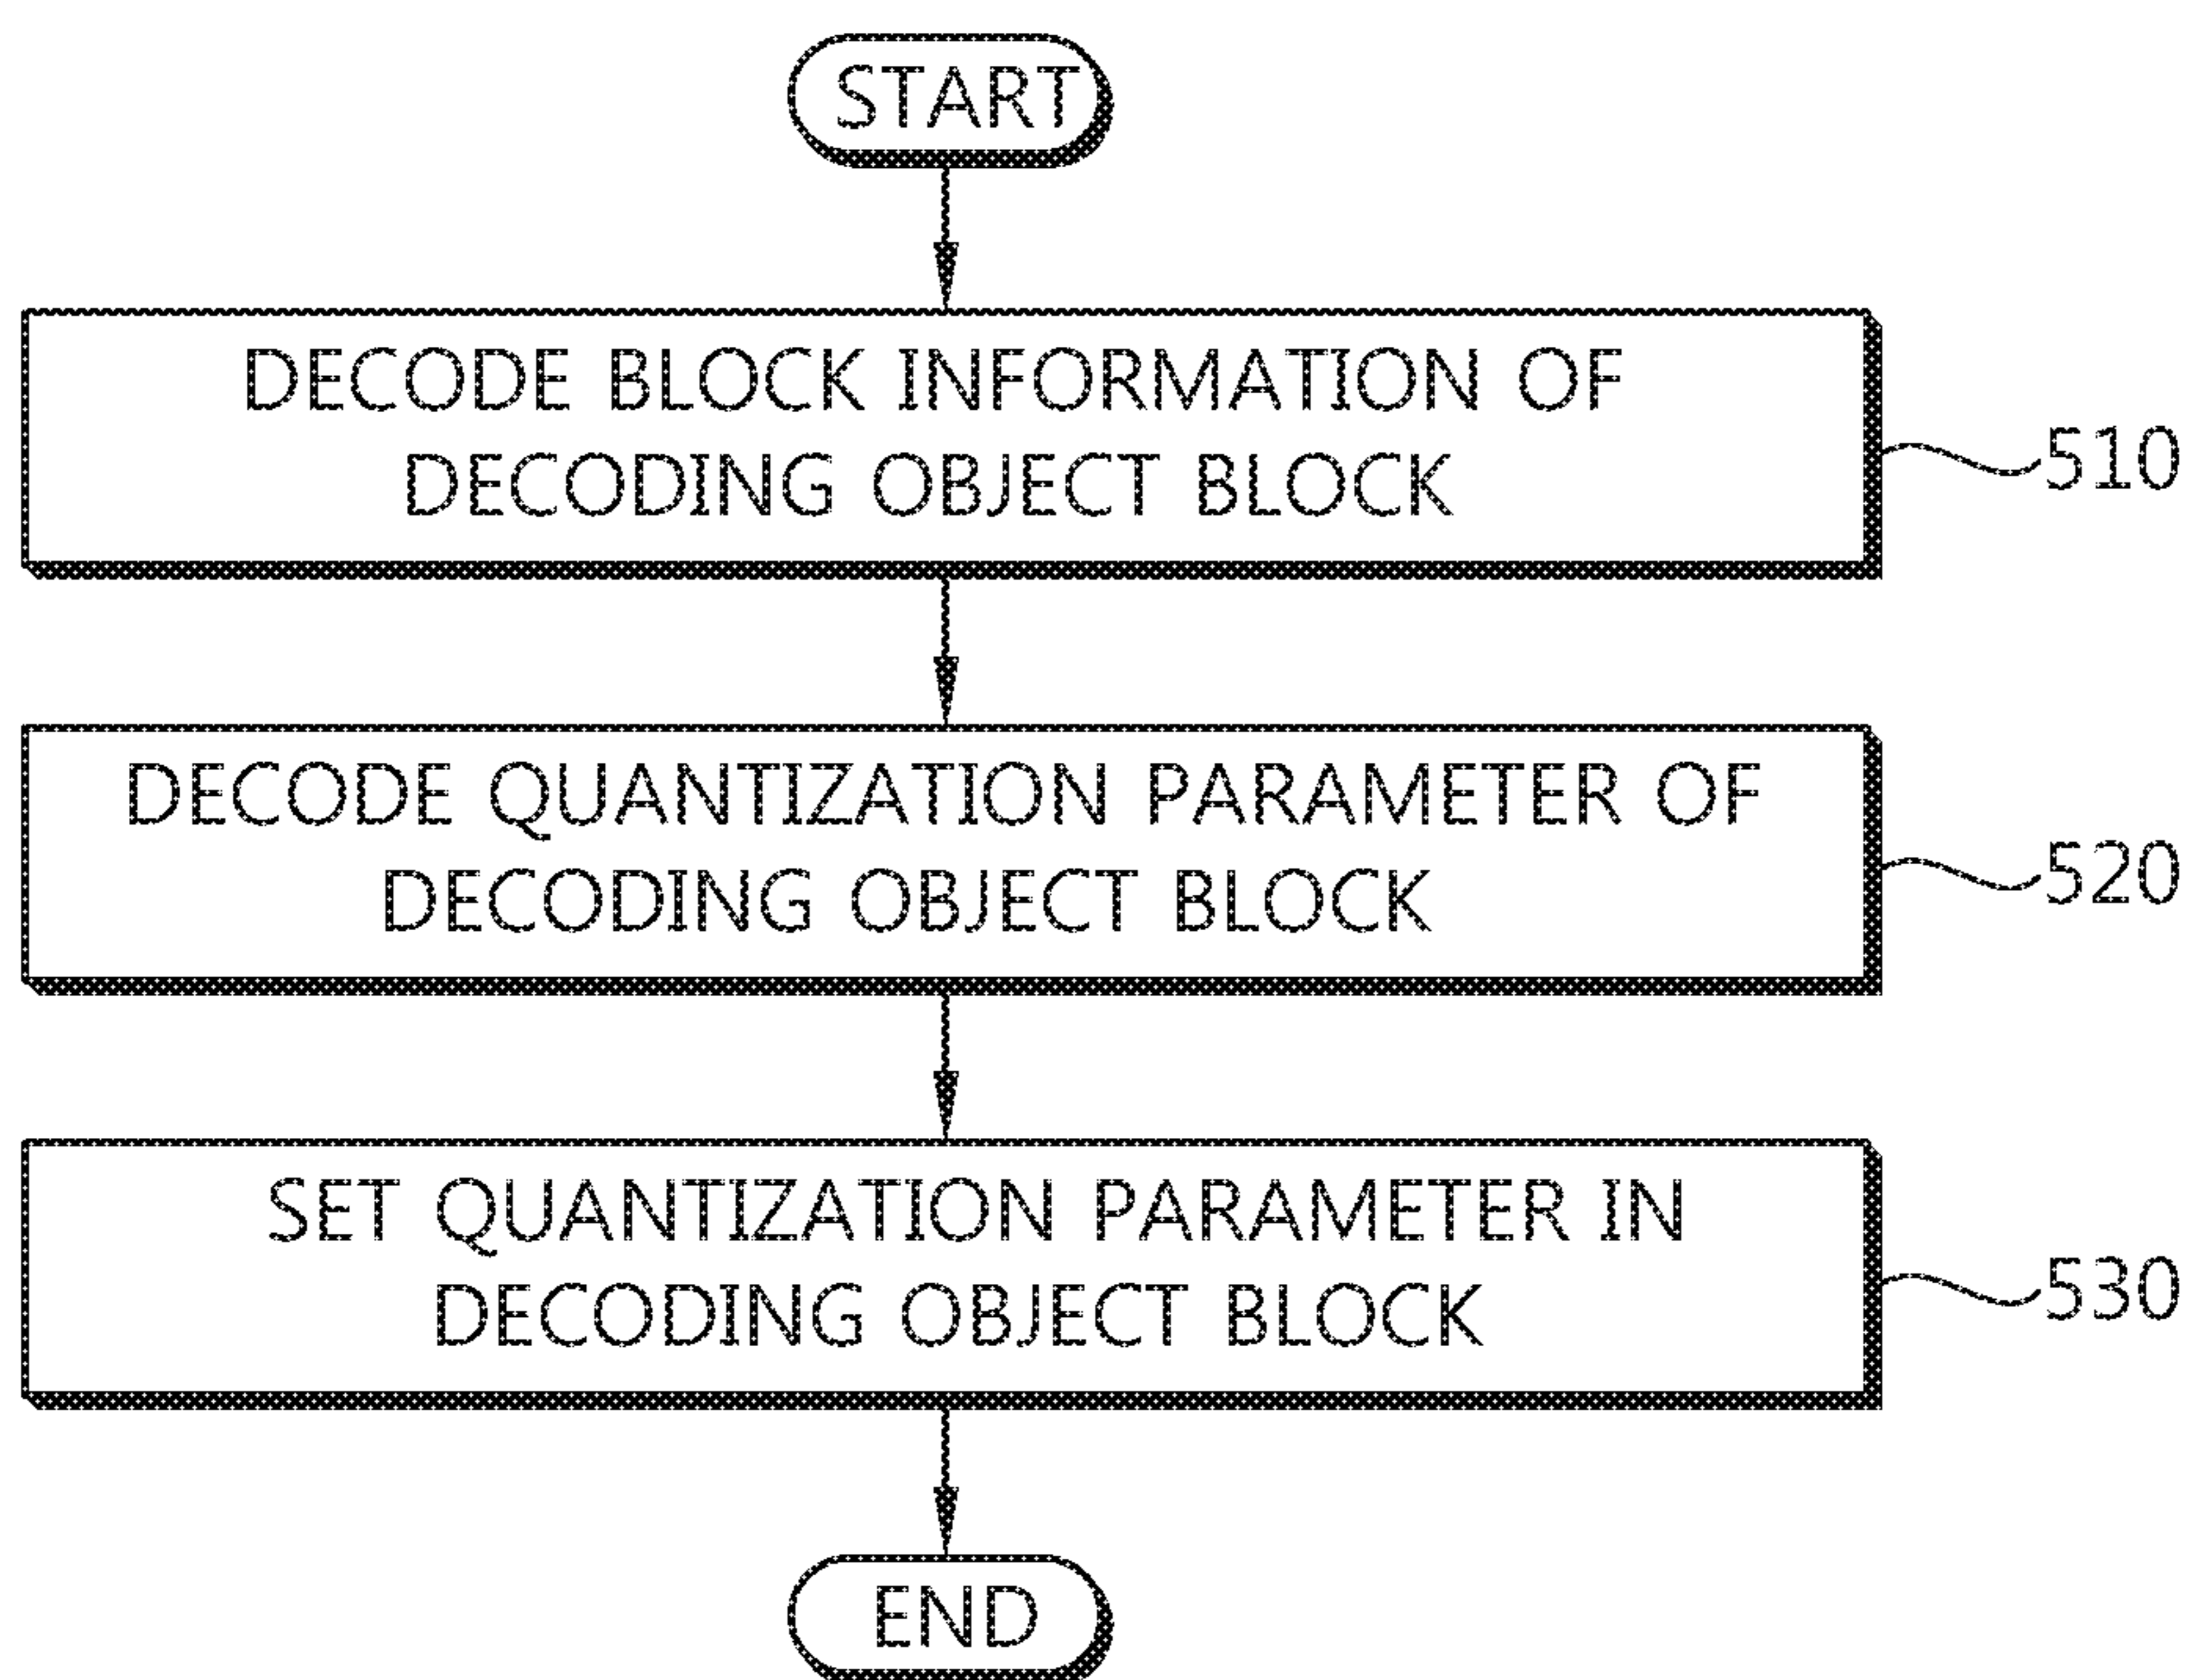 START
DECODE BLOCK INFORMATION OF
DECODING OBJECT BLOCK
510
DECODE QUANTIZATION PARAMETER OF
DECODING OBJECT BLOCK
520
SET QUANTIZATION PARAMETER IN
DECODING OBJECT BLOCK
530
END